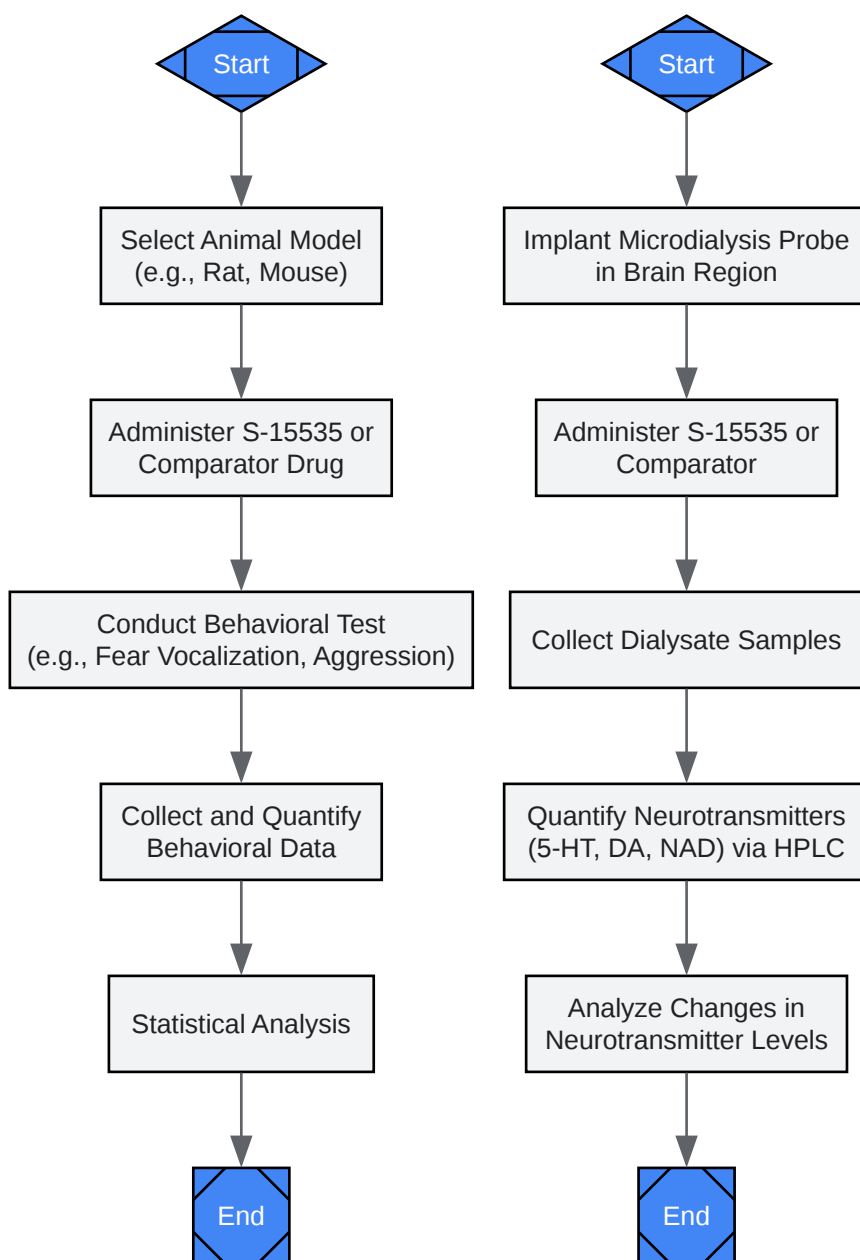 Start
Select Animal Model
(e.g., Rat, Mouse)
Administer S-15535 or
Comparator Drug
Conduct Behavioral Test
(e.g., Fear Vocalization, Aggression)
Collect and Quantify
Behavioral Data
Statistical Analysis
End
Start
Implant Microdialysis Probe
in Brain Region
Administer S-15535 or
Comparator
Collect Dialysate Samples
Quantify Neurotransmitters
(5-HT, DA, NAD) via HPLC
Analyze Changes in
Neurotransmitter Levels
End